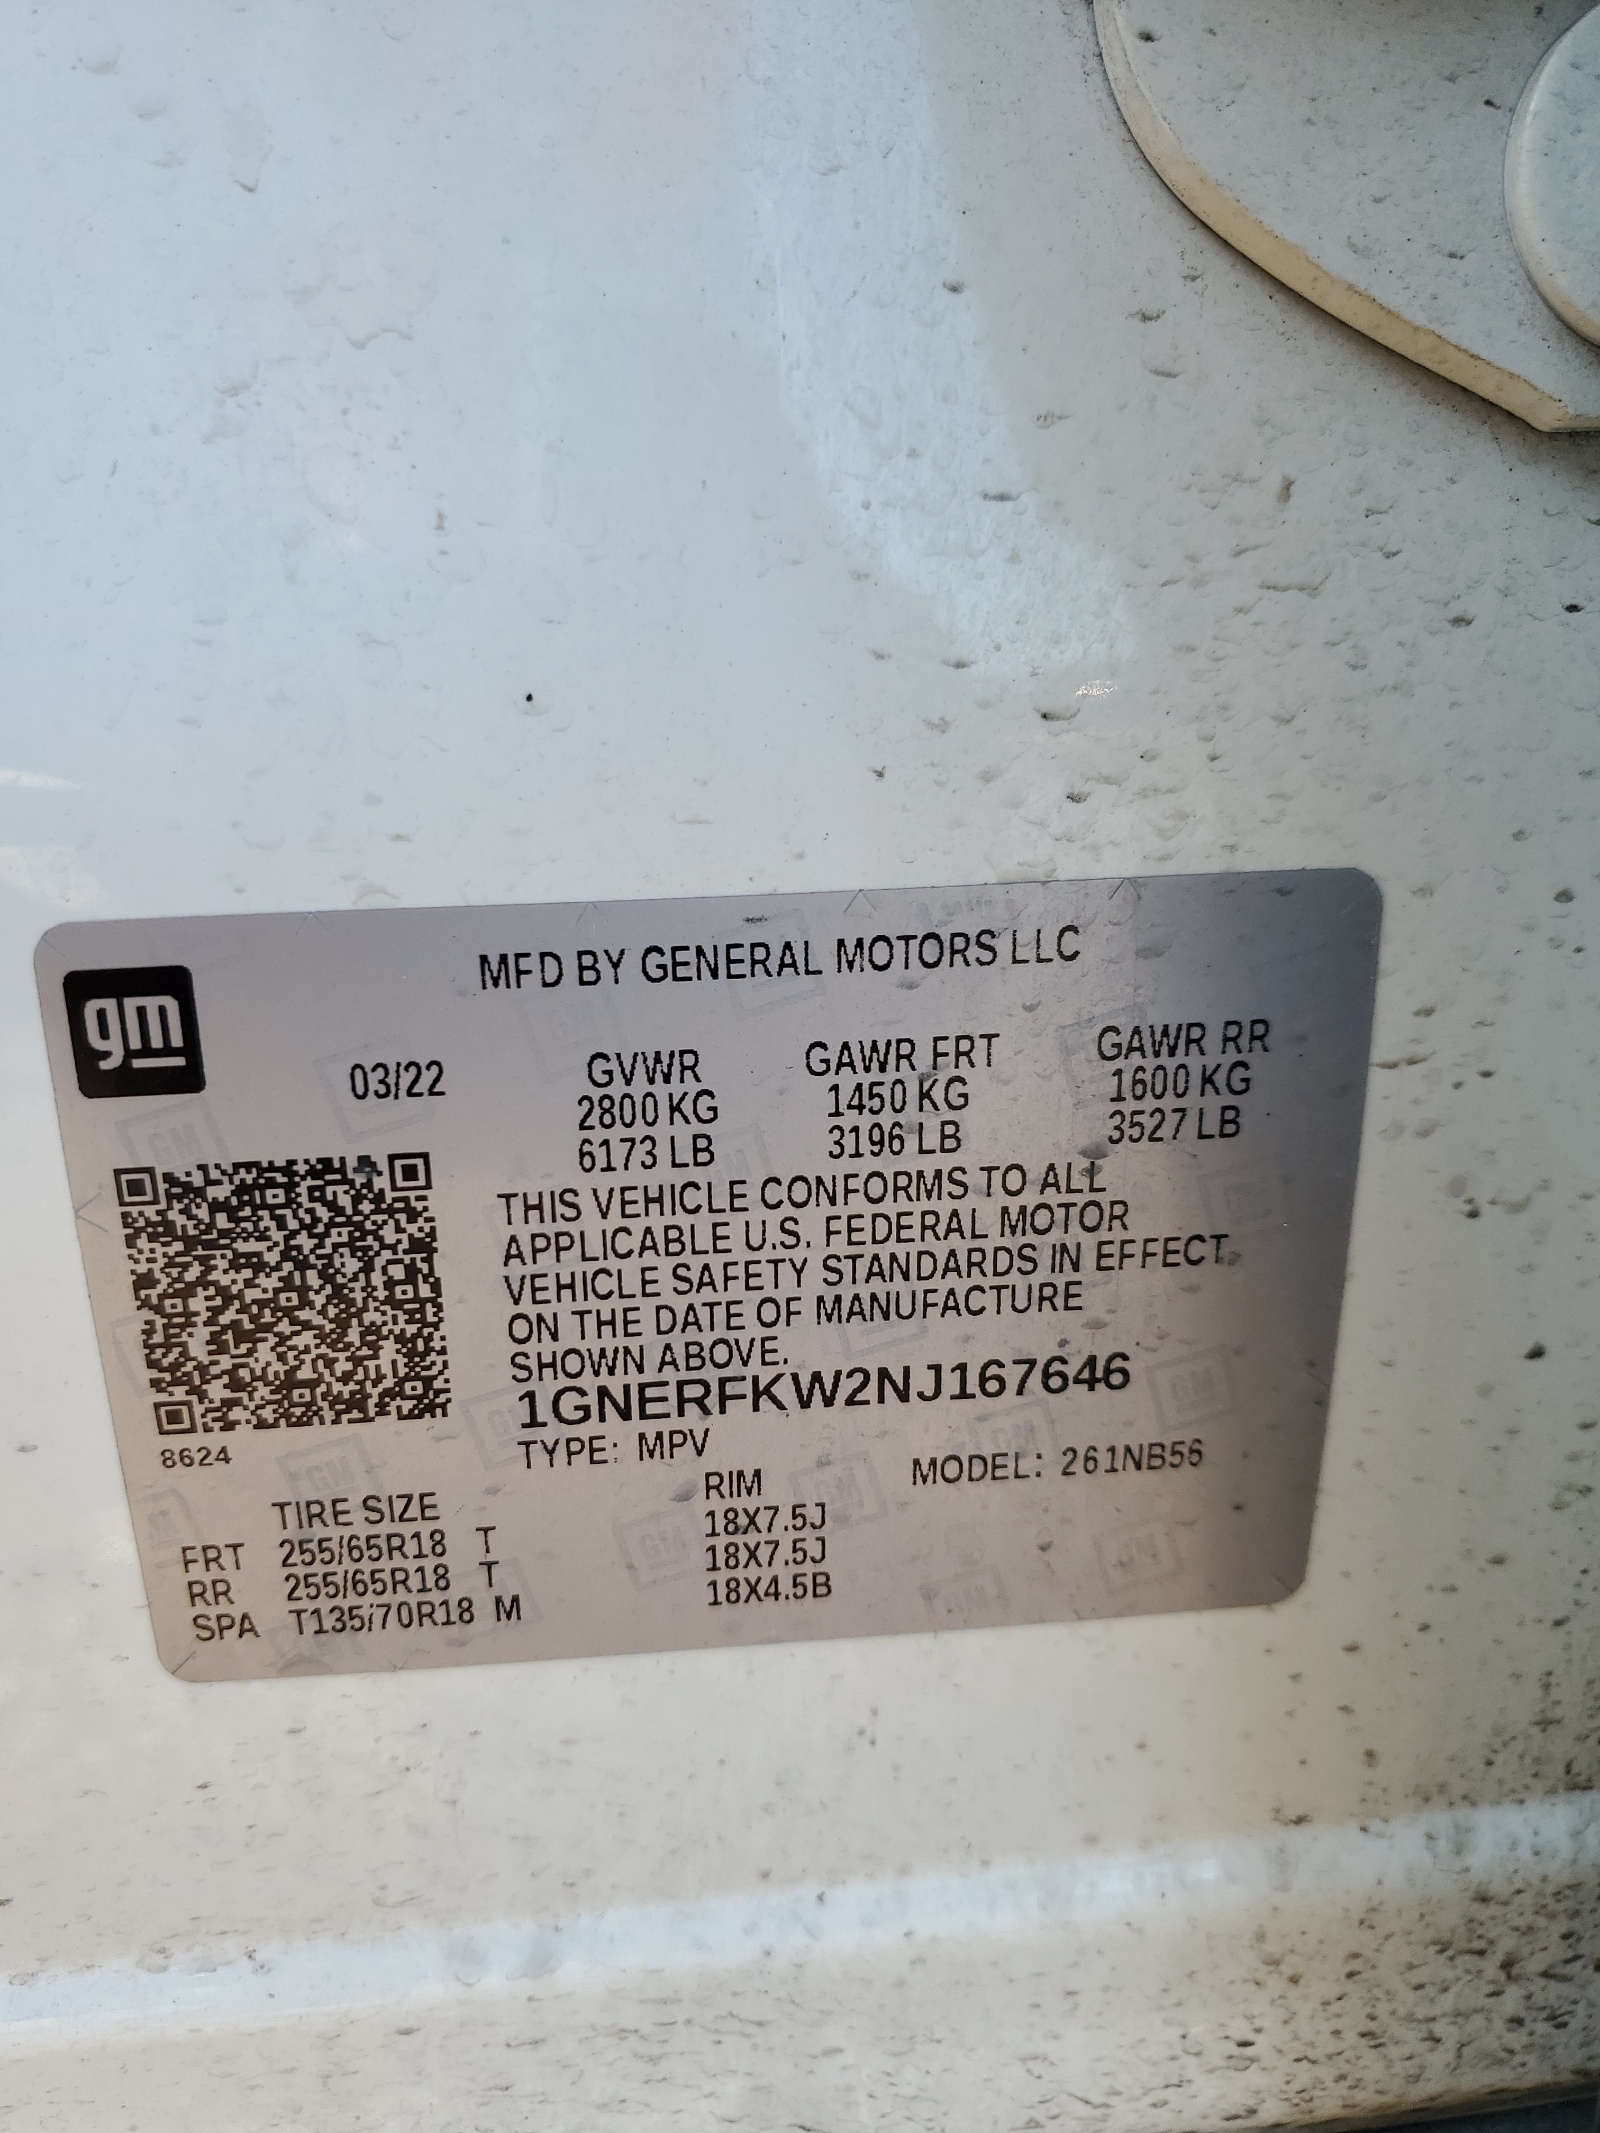 MFD BY GENERAL MOTORS LLC
gm
03/22 GVWR GAWR FRT GAWR RR
2800 KG 1450 KG 1600 KG
6173 LB 3196 LB 3527 LB
THIS VEHICLE CONFORMS TO ALL
APPLICABLE U.S. FEDERAL MOTOR
VEHICLE SAFETY STANDARDS IN EFFECT
ON THE DATE OF MANUFACTURE
SHOWN ABOVE.
1GNERFKW2NJ167646
8624 TYPE: MPV MODEL: 261NB56
TIRE SIZE RIM
FRT 255/65R18 T 18X7.5J
RR 255/65R18 T 18X7.5J
SPA T135/70R18 M 18X4.5B